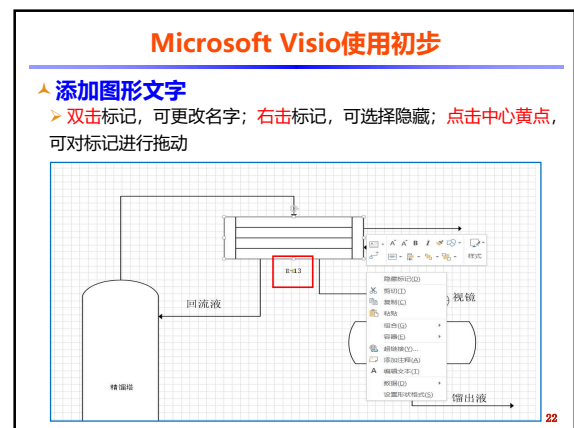 Microsoft Visio使用初步
添加图形文字
双击标记，可更改名字；右击标记，可选择隐藏；点击中心黄点，
可对标记进行拖动
E-413
B I
样式
隐藏标记(D)
剪切(T)
复制(C)
粘贴
组合(G)
容器(E)
超链接(Y)...
添加注释(A)
编辑文本(T)
数据(D)
设置形状格式(S)
回流液
视镜
精馏塔
馏出液
22